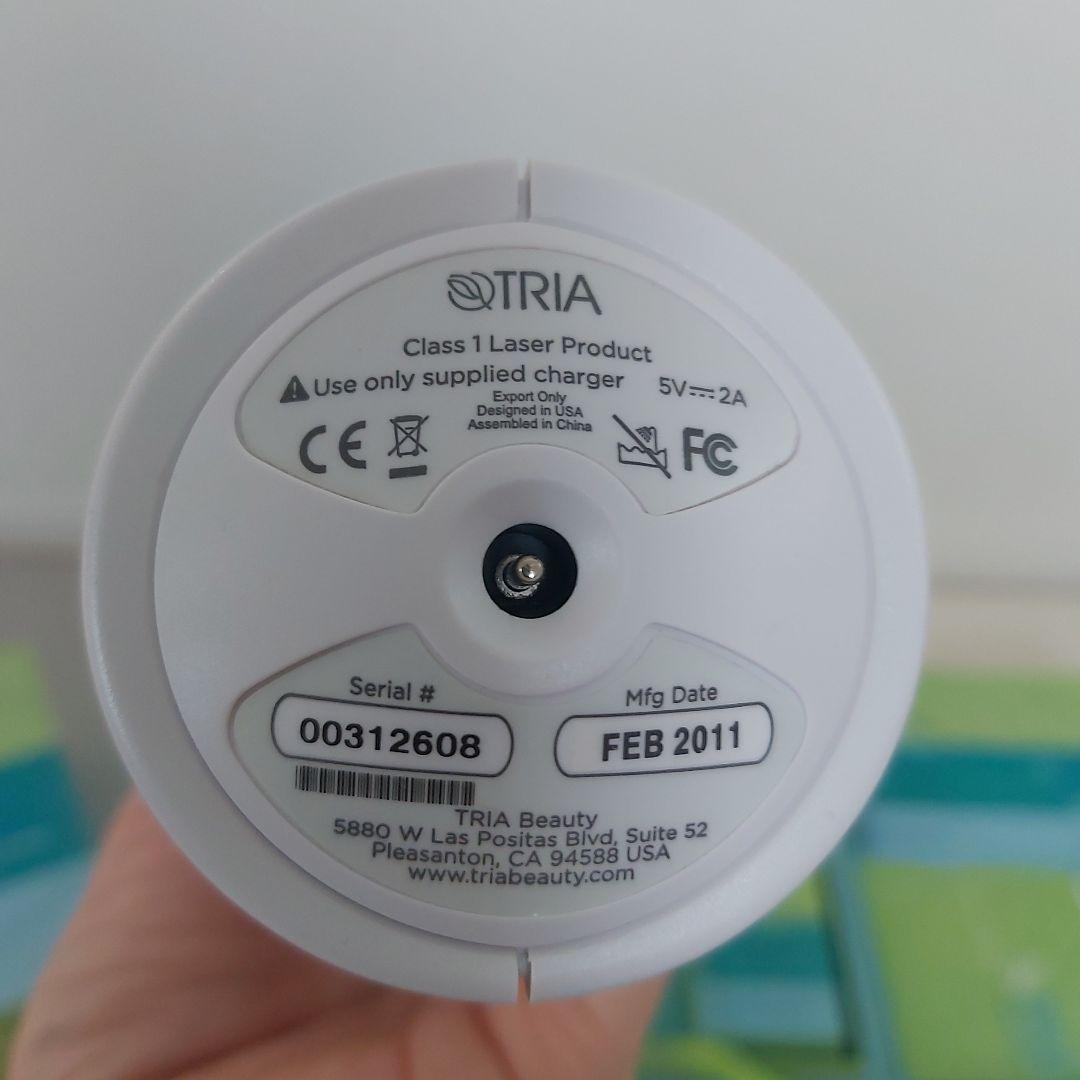 TRIA
Class 1 Laser Product
Use only supplied charger 5V⎓2A
Export Only
Designed in USA
Assembled in China
CE FC
Serial #
00312608
Mfg Date
FEB 2011
TRIA Beauty
5880 W Las Positas Blvd, Suite 52
Pleasanton, CA 94588 USA
www.triabeauty.com